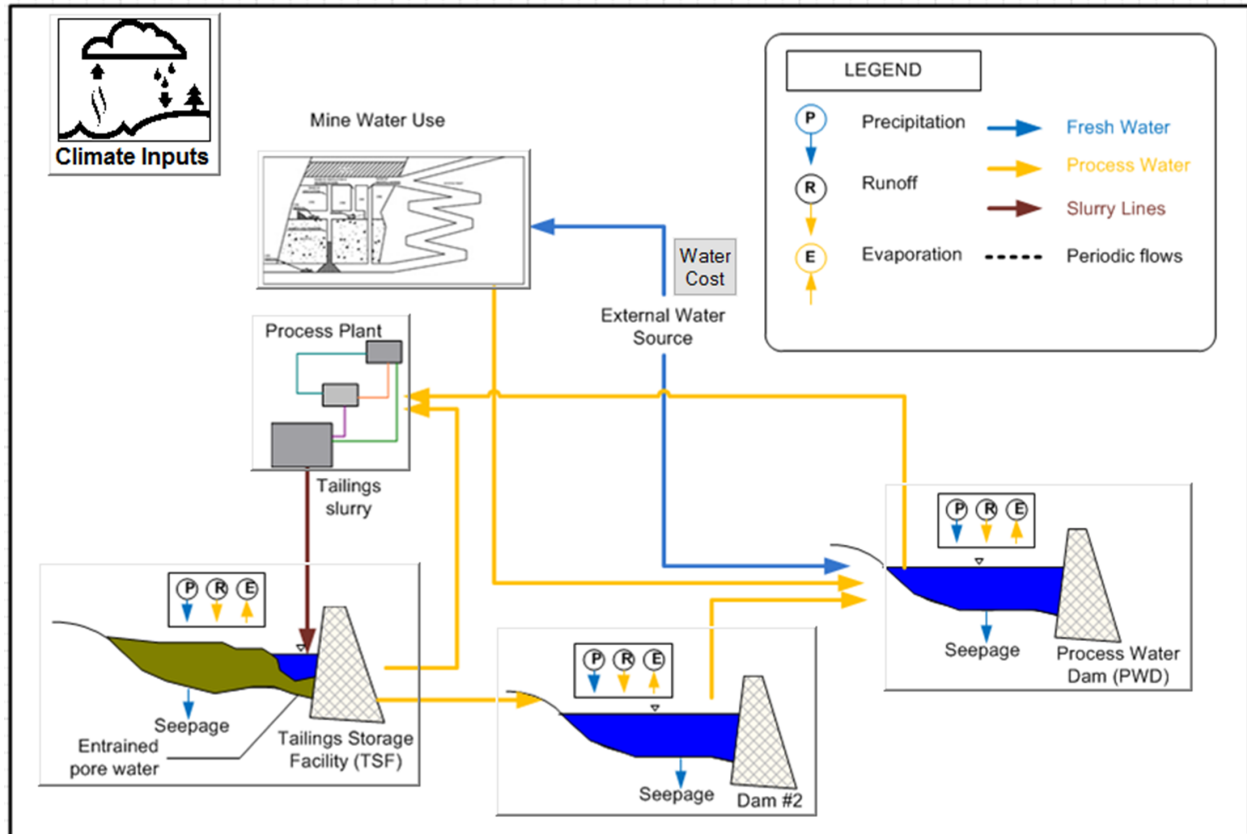 Climate Inputs
Mine Water Use
LEGEND
P
Precipitation
Fresh Water
Process Water
R
Runoff
Slurry Lines
E
Evaporation
Periodic flows
Water
Cost
External Water
Source
Process Plant
Tailings
slurry
P R E
Seepage
Process Water
Dam (PWD)
P R E
Seepage
Entrained
pore water
Tailings Storage
Facility (TSF)
P R E
Seepage
Dam #2